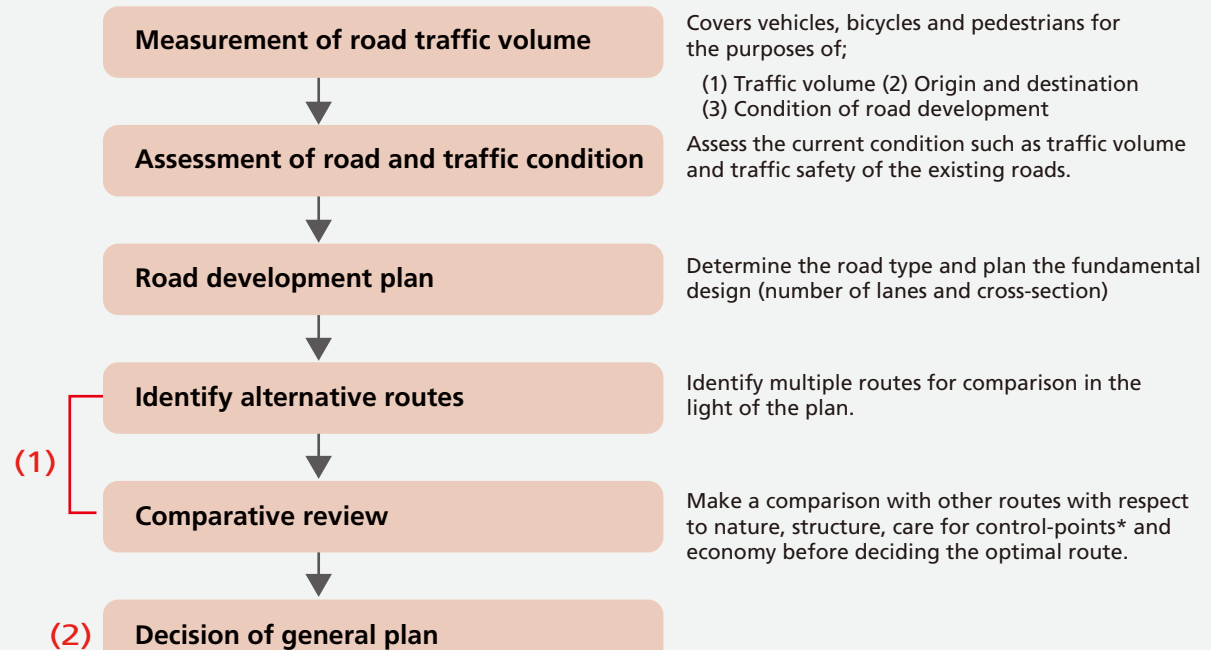 Measurement of road traffic volume
Covers vehicles, bicycles and pedestrians for
the purposes of;
(1) Traffic volume (2) Origin and destination
(3) Condition of road development
Assessment of road and traffic condition
Assess the current condition such as traffic volume
and traffic safety of the existing roads.
Road development plan
Determine the road type and plan the fundamental
design (number of lanes and cross-section)
Identify alternative routes
Identify multiple routes for comparison in the
light of the plan.
(1)
Comparative review
Make a comparison with other routes with respect
to nature, structure, care for control-points* and
economy before deciding the optimal route.
(2) Decision of general plan